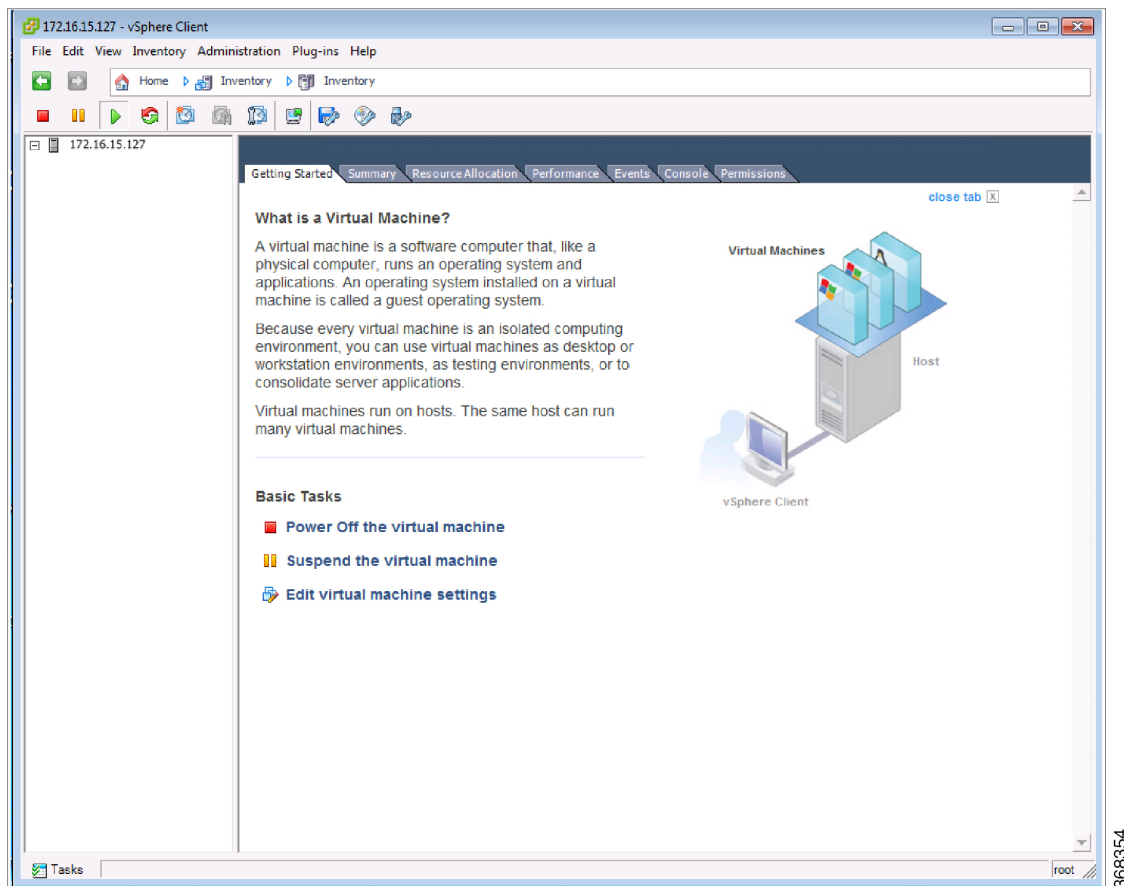 172.16.15.127 - vSphere Client
File Edit View Inventory Administration Plug-ins Help
Home Inventory Inventory
172.16.15.127
Getting Started Summary Resource Allocation Performance Events Console Permissions
close tab X
What is a Virtual Machine?
A virtual machine is a software computer that, like a
physical computer, runs an operating system and
applications. An operating system installed on a virtual
machine is called a guest operating system.
Because every virtual machine is an isolated computing
environment, you can use virtual machines as desktop or
workstation environments, as testing environments, or to
consolidate server applications.
Virtual machines run on hosts. The same host can run
many virtual machines.
Virtual Machines
Host
vSphere Client
Basic Tasks
Power Off the virtual machine
Suspend the virtual machine
Edit virtual machine settings
Tasks
root
368354